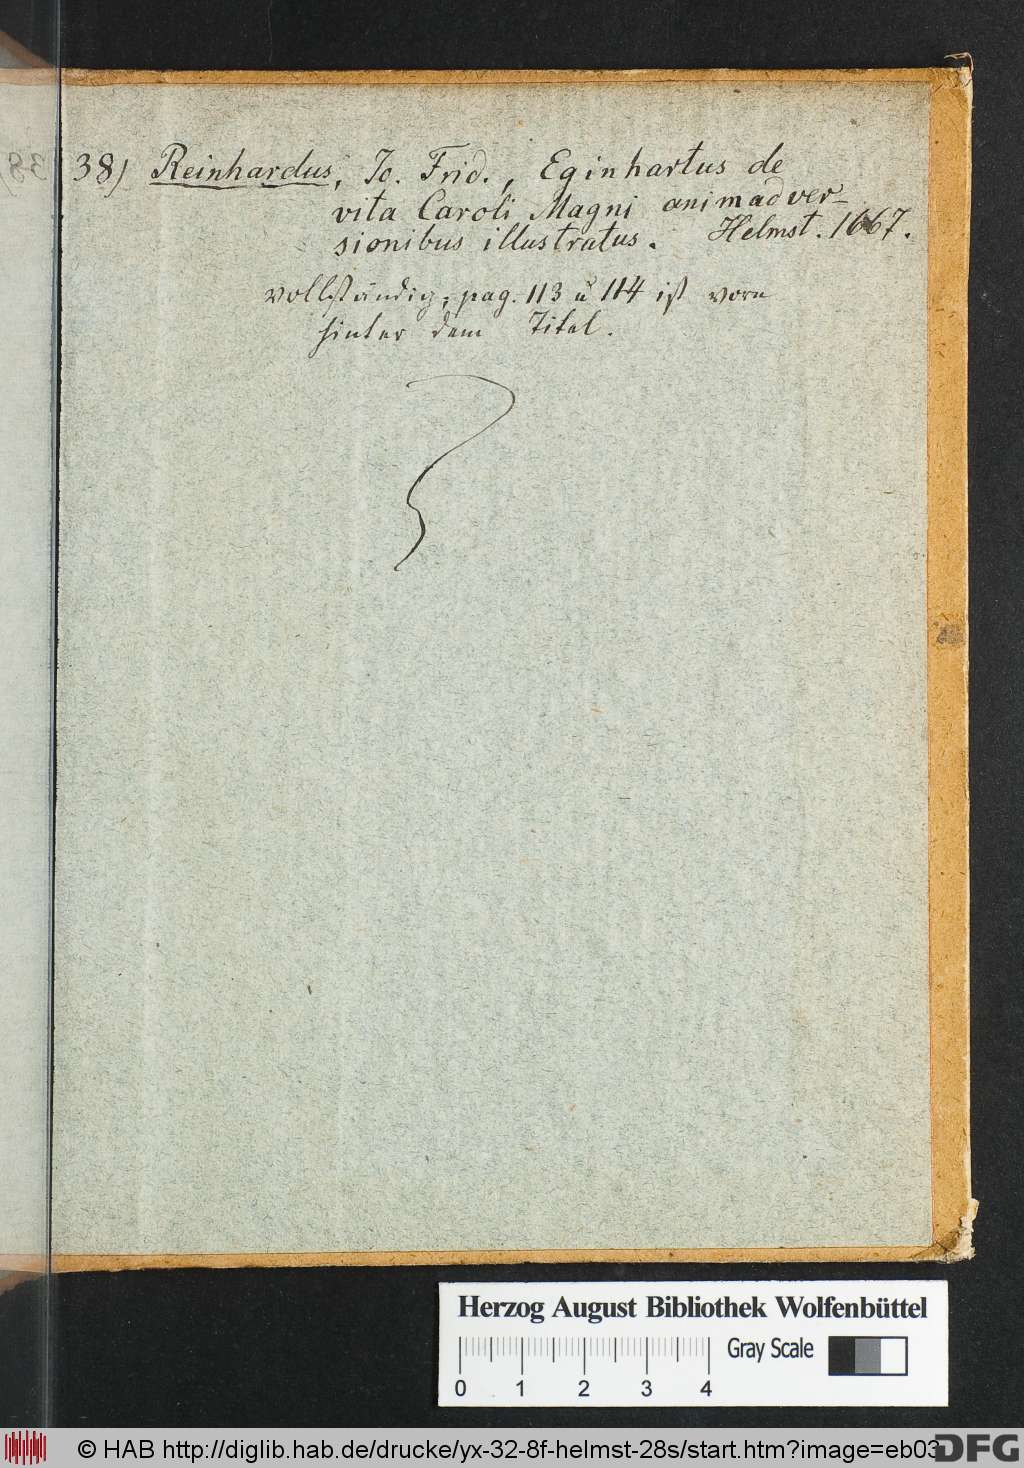 38) Reinhardus, Jo. Frid., Eginhartus de
vita Caroli Magni animadver-
sionibus illustratus. Helmst. 1667.
vollständig; pag. 113 u 114 ist vorn
hinter dem Titel.
Herzog August Bibliothek Wolfenbüttel
Gray Scale
0 1 2 3 4
© HAB http://diglib.hab.de/drucke/yx-32-8f-helmst-28s/start.htm?image=eb03
DFG